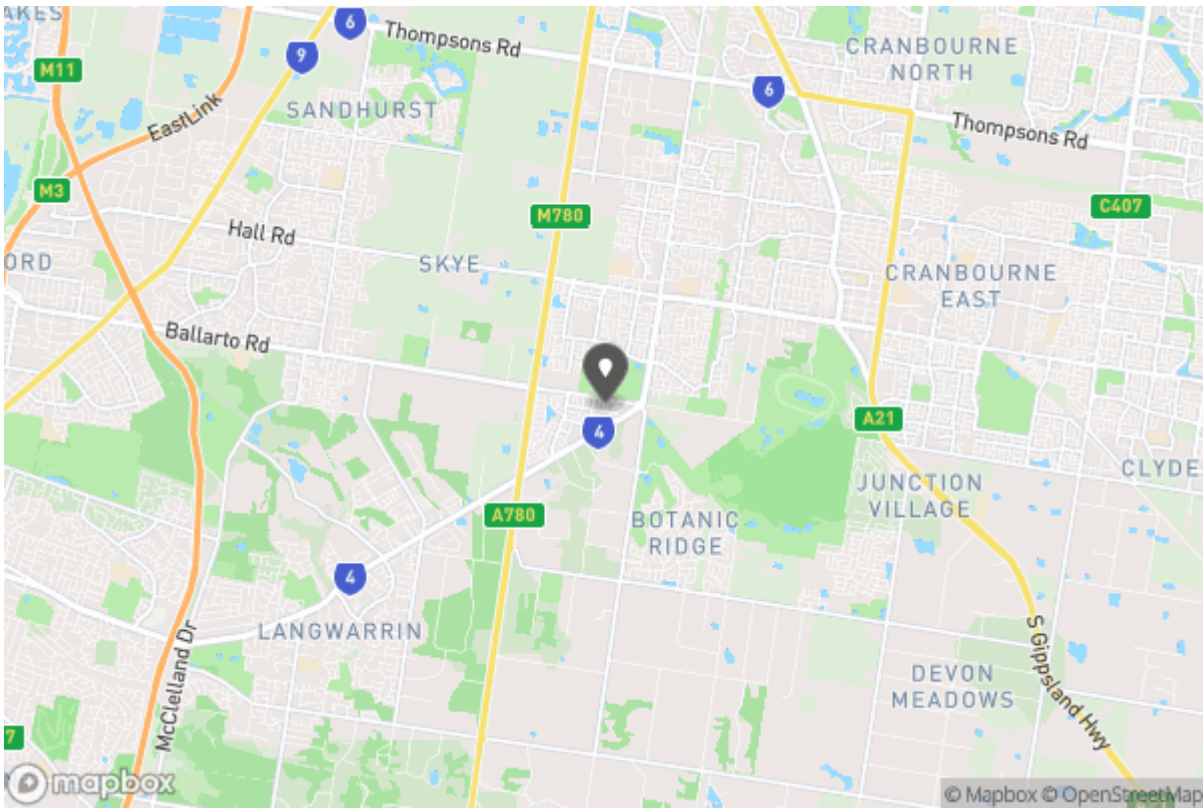 AKES
6
Thompsons Rd
CRANBOURNE
NORTH
9
M11
SANDHURST
6
EastLink
Thompsons Rd
M3
M780
C407
Hall Rd
ORD
SKYE
CRANBOURNE
EAST
Ballarto Rd
4
A21
CLYDE
JUNCTION
VILLAGE
A780
BOTANIC
RIDGE
4
LANGWARRIN
McClelland Dr
S Gippsland Hwy
DEVON
MEADOWS
7
mapbox
© Mapbox © OpenStreetMap